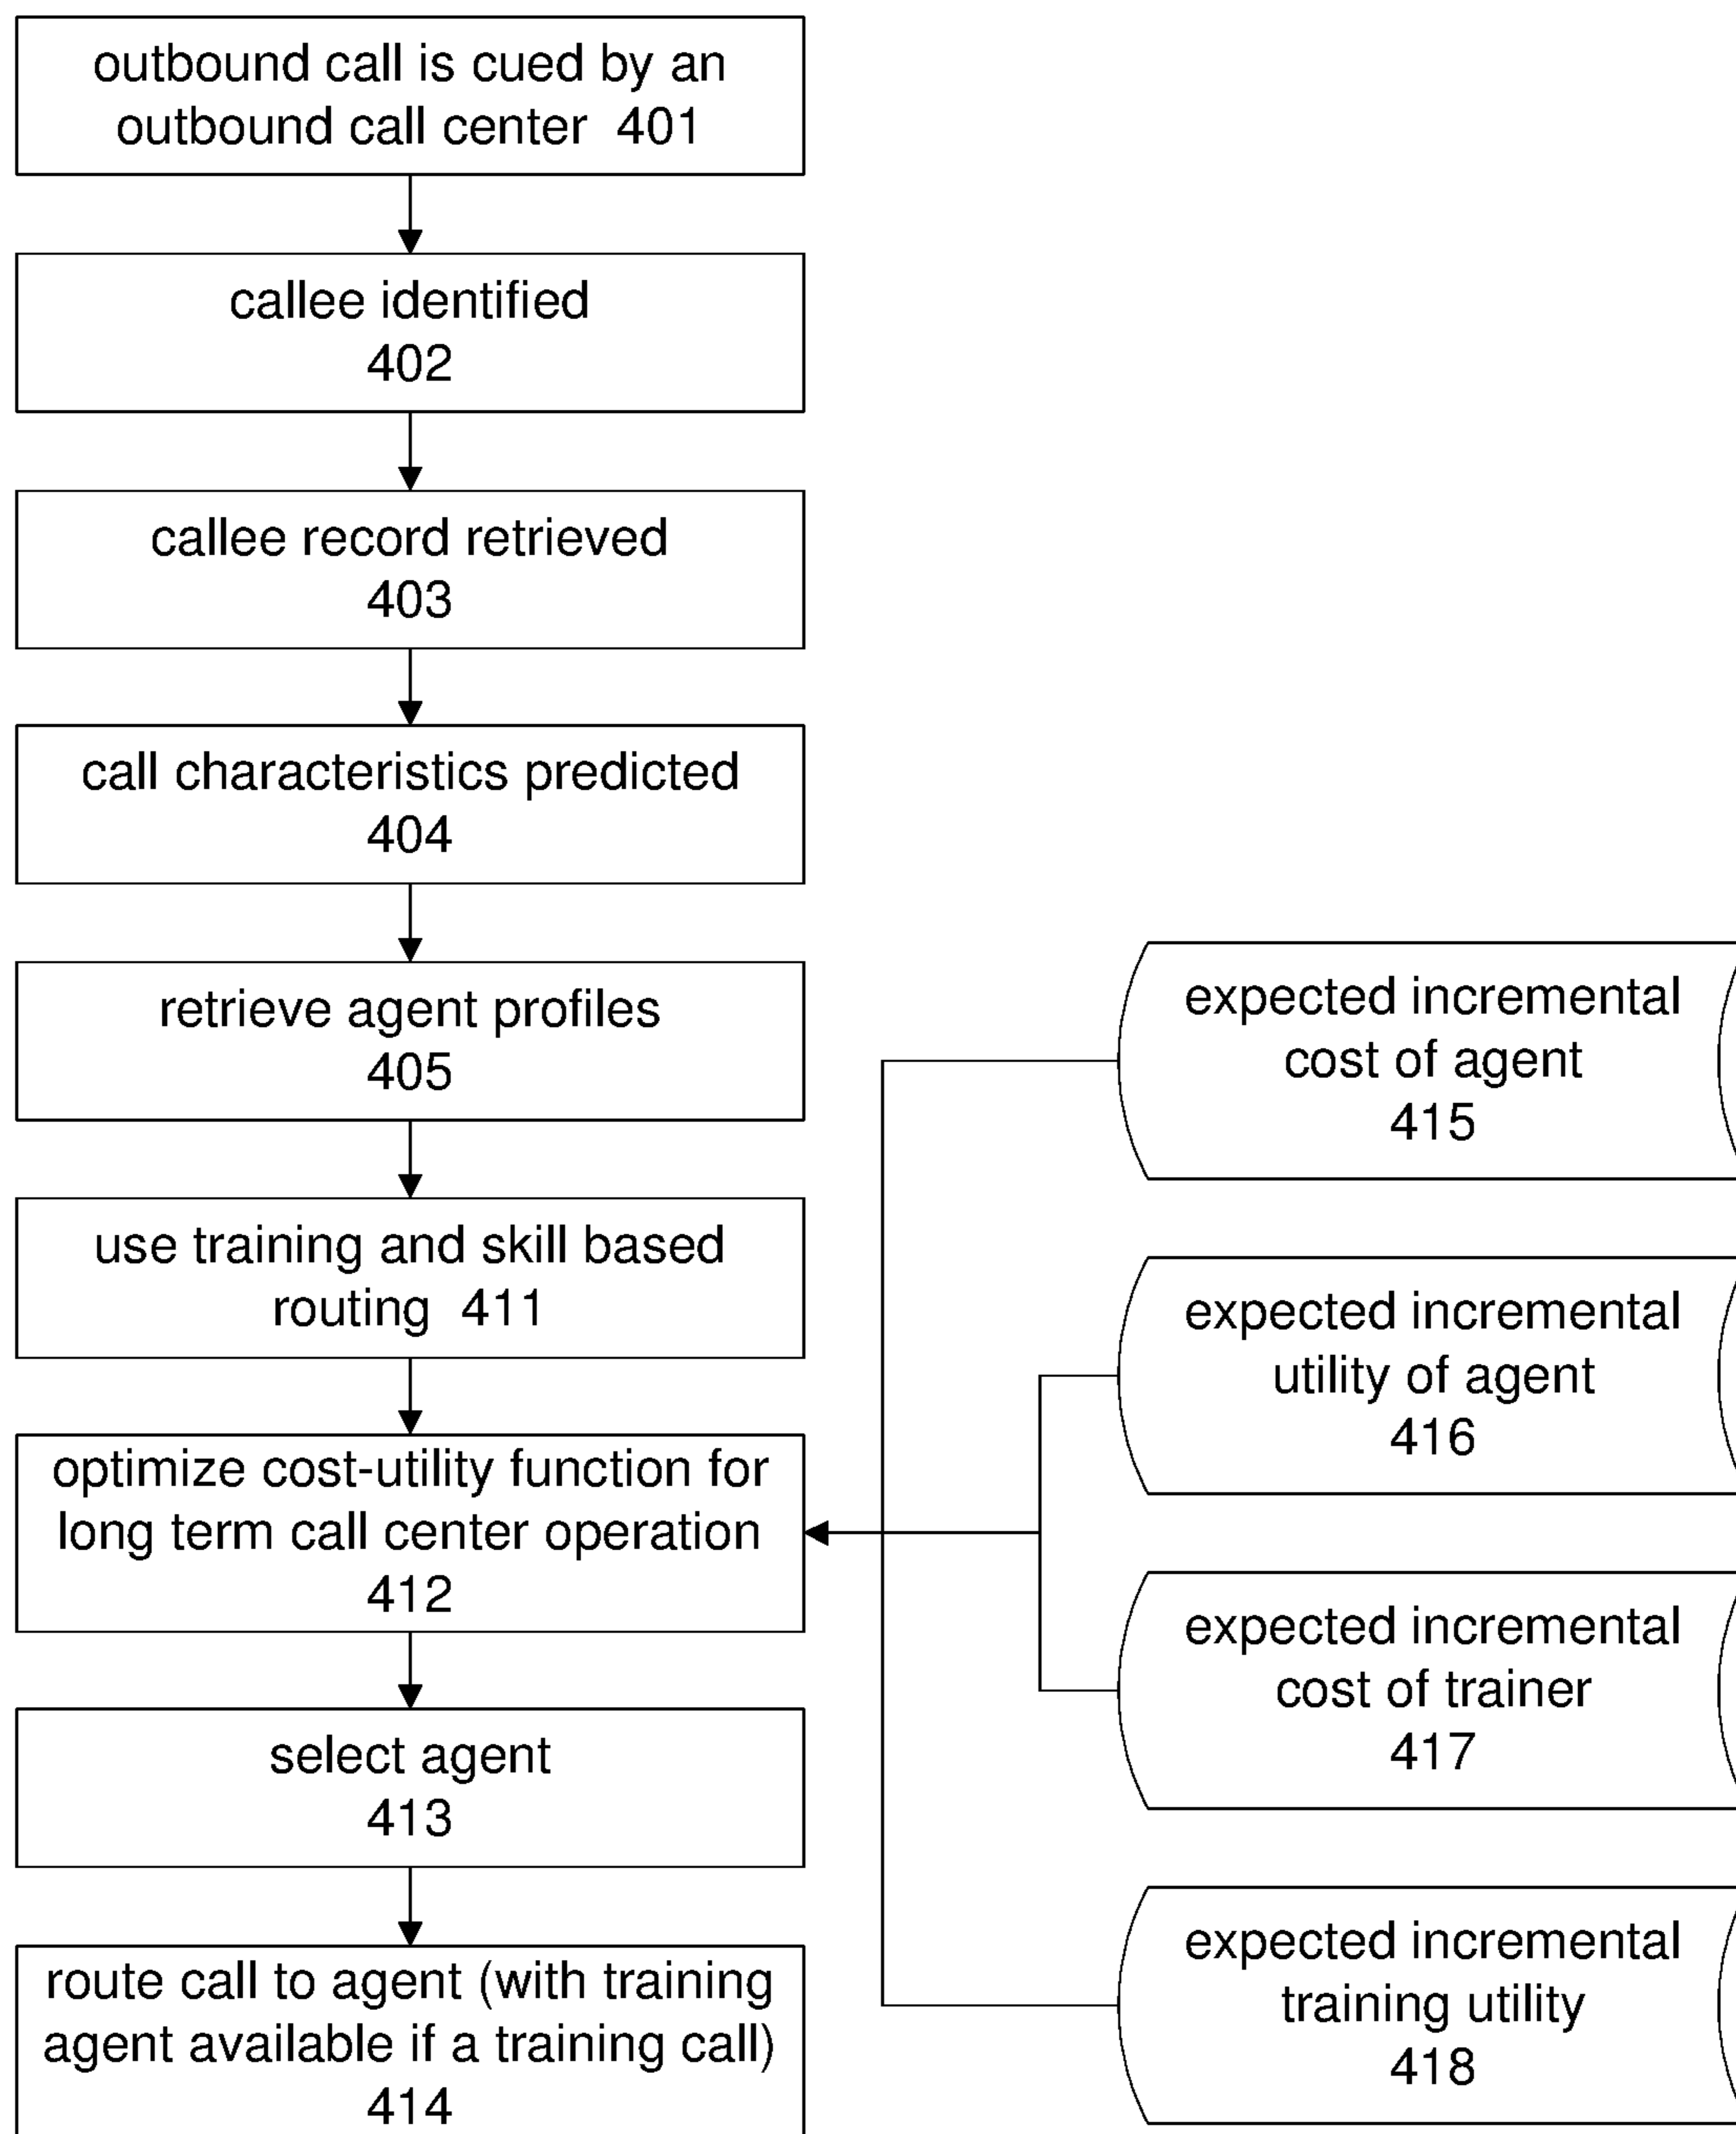 outbound call is cued by an
outbound call center 401
callee identified
402
callee record retrieved
403
call characteristics predicted
404
retrieve agent profiles
405
use training and skill based
routing 411
optimize cost-utility function for
long term call center operation
412
select agent
413
route call to agent (with training
agent available if a training call)
414
expected incremental
cost of agent
415
expected incremental
utility of agent
416
expected incremental
cost of trainer
417
expected incremental
training utility
418